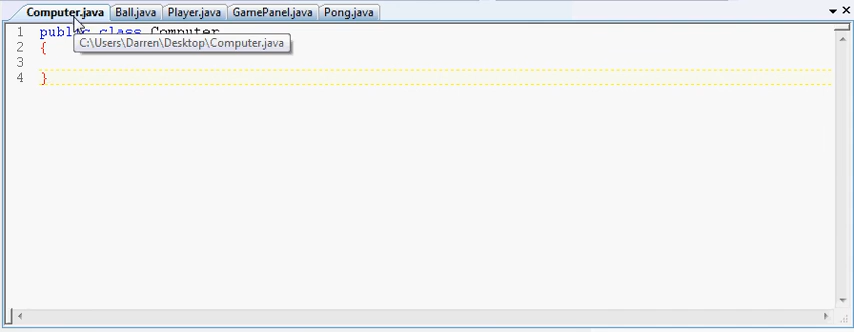 Computer.java Ball.java Player.java GamePanel.java Pong.java
1 public class Computer
C:\Users\Darren\Desktop\Computer.java
2 {
3
4 }